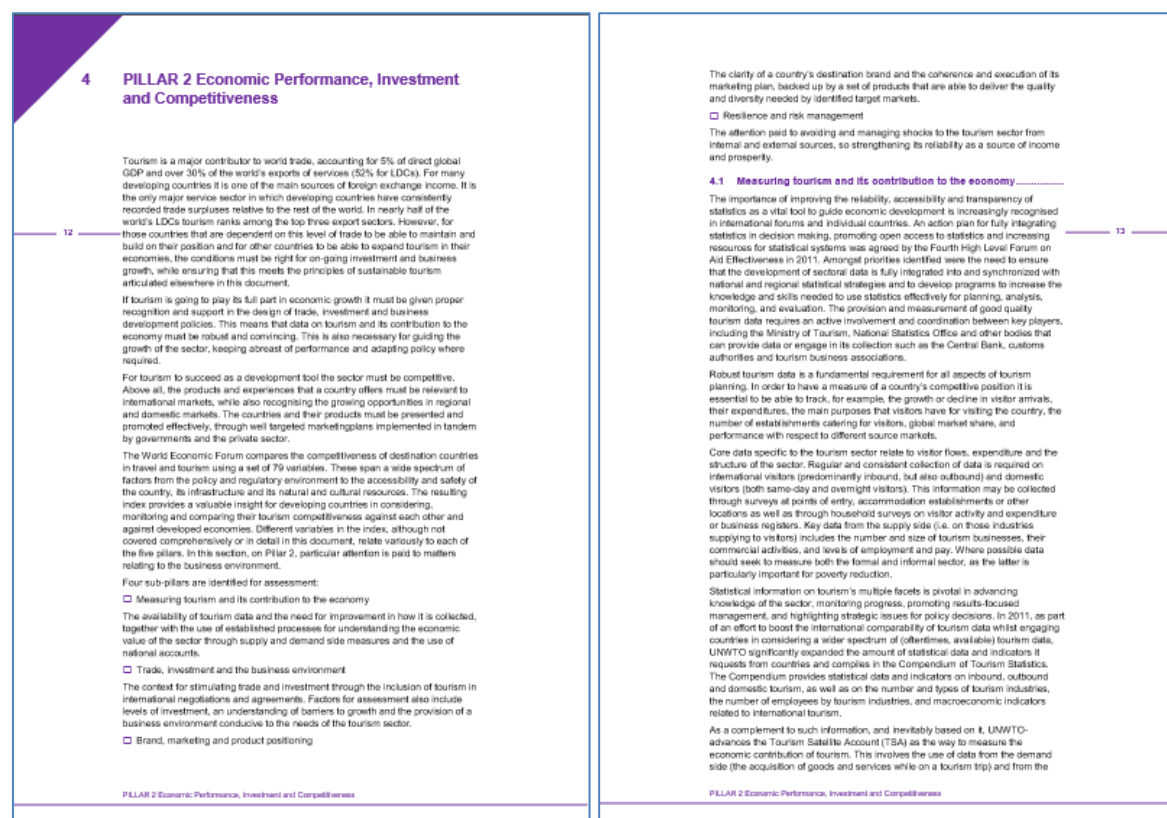 4 PILLAR 2 Economic Performance, Investment
and Competitiveness
Tourism is a major contributor to world trade, accounting for 5% of direct global
GDP and over 30% of the world's exports of services (52% for LDCs). For many
developing countries it is one of the main sources of foreign exchange income. It is
the only major service sector in which developing countries have consistently
recorded trade surpluses relative to the rest of the world. In nearly half of the
world's LDCs tourism ranks among the top three export sectors. However, for
12
those countries that are dependent on this level of trade to be able to maintain and
build on their position and for other countries to be able to expand tourism in their
economies, the conditions must be right for on-going investment and business
growth, while ensuring that this meets the principles of sustainable tourism
articulated elsewhere in this document.
If tourism is going to play its full part in economic growth it must be given proper
recognition and support in the design of trade, investment and business
development policies. This means that data on tourism and its contribution to the
economy must be robust and convincing. This is also necessary for guiding the
growth of the sector, keeping abreast of performance and adapting policy where
required.
For tourism to succeed as a development tool the sector must be competitive.
Above all, the products and experiences that a country offers must be relevant to
international markets, while also recognising the growing opportunities in regional
and domestic markets. The countries and their products must be presented and
promoted effectively, through well targeted marketingplans implemented in tandem
by governments and the private sector.
The World Economic Forum compares the competitiveness of destination countries
in travel and tourism using a set of 79 variables. These span a wide spectrum of
factors from the policy and regulatory environment to the accessibility and safety of
the country, its infrastructure and its natural and cultural resources. The resulting
index provides a valuable insight for developing countries in considering,
monitoring and comparing their tourism competitiveness against each other and
against developed economies. Different variables in the index, although not
covered comprehensively or in detail in this document, relate variously to each of
the five pillars. In this section, on Pillar 2, particular attention is paid to matters
relating to the business environment.
Four sub-pillars are identified for assessment:
Measuring tourism and its contribution to the economy
The availability of tourism data and the need for improvement in how it is collected,
together with the use of established processes for understanding the economic
value of the sector through supply and demand side measures and the use of
national accounts.
Trade, investment and the business environment
The context for stimulating trade and investment through the inclusion of tourism in
international negotiations and agreements. Factors for assessment also include
levels of investment, an understanding of barriers to growth and the provision of a
business environment conducive to the needs of the tourism sector.
Brand, marketing and product positioning
PILLAR 2 Economic Performance, Investment and Competitiveness
The clarity of a country's destination brand and the coherence and execution of its
marketing plan, backed up by a set of products that are able to deliver the quality
and diversity needed by identified target markets.
Resilience and risk management
The attention paid to avoiding and managing shocks to the tourism sector from
internal and external sources, so strengthening its reliability as a source of income
and prosperity.
4.1 Measuring tourism and its contribution to the economy
The importance of improving the reliability, accessibility and transparency of
statistics as a vital tool to guide economic development is increasingly recognised
in international forums and individual countries. An action plan for fully integrating
statistics in decision making, promoting open access to statistics and increasing
13
resources for statistical systems was agreed by the Fourth High Level Forum on
Aid Effectiveness in 2011. Amongst priorities identified were the need to ensure
that the development of sectoral data is fully integrated into and synchronized with
national and regional statistical strategies and to develop programs to increase the
knowledge and skills needed to use statistics effectively for planning, analysis,
monitoring, and evaluation. The provision and measurement of good quality
tourism data requires an active involvement and coordination between key players,
including the Ministry of Tourism, National Statistics Office and other bodies that
can provide data or engage in its collection such as the Central Bank, customs
authorities and tourism business associations.
Robust tourism data is a fundamental requirement for all aspects of tourism
planning. In order to have a measure of a country's competitive position it is
essential to be able to track, for example, the growth or decline in visitor arrivals,
their expenditures, the main purposes that visitors have for visiting the country, the
number of establishments catering for visitors, global market share, and
performance with respect to different source markets.
Core data specific to the tourism sector relate to visitor flows, expenditure and the
structure of the sector. Regular and consistent collection of data is required on
international visitors (predominantly inbound, but also outbound) and domestic
visitors (both same-day and overnight visitors). This information may be collected
through surveys at points of entry, accommodation establishments or other
locations as well as through household surveys on visitor activity and expenditure
or business registers. Key data from the supply side (i.e. on those industries
supplying to visitors) includes the number and size of tourism businesses, their
commercial activities, and levels of employment and pay. Where possible data
should seek to measure both the formal and informal sector, as the latter is
particularly important for poverty reduction.
Statistical information on tourism's multiple facets is pivotal in advancing
knowledge of the sector, monitoring progress, promoting results-focused
management, and highlighting strategic issues for policy decisions. In 2011, as part
of an effort to boost the international comparability of tourism data whilst engaging
countries in considering a wider spectrum of (oftentimes, available) tourism data,
UNWTO significantly expanded the amount of statistical data and indicators it
requests from countries and compiles in the Compendium of Tourism Statistics.
The Compendium provides statistical data and indicators on inbound, outbound
and domestic tourism, as well as on the number and types of tourism industries,
the number of employees by tourism industries, and macroeconomic indicators
related to international tourism.
As a complement to such information, and inevitably based on it, UNWTO-
advances the Tourism Satellite Account (TSA) as the way to measure the
economic contribution of tourism. This involves the use of data from the demand
side (the acquisition of goods and services while on a tourism trip) and from the
PILLAR 2 Economic Performance, Investment and Competitiveness